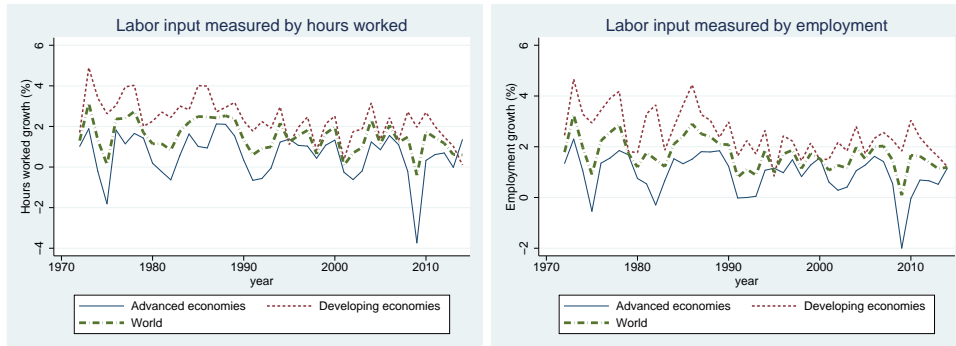 Labor input measured by hours worked
Hours worked growth (%)
6
4
2
0
−2
−4
1970 1980 1990 2000 2010
year
Advanced economies Developing economies
World
Labor input measured by employment
Employment growth (%)
6
4
2
0
−2
1970 1980 1990 2000 2010
year
Advanced economies Developing economies
World